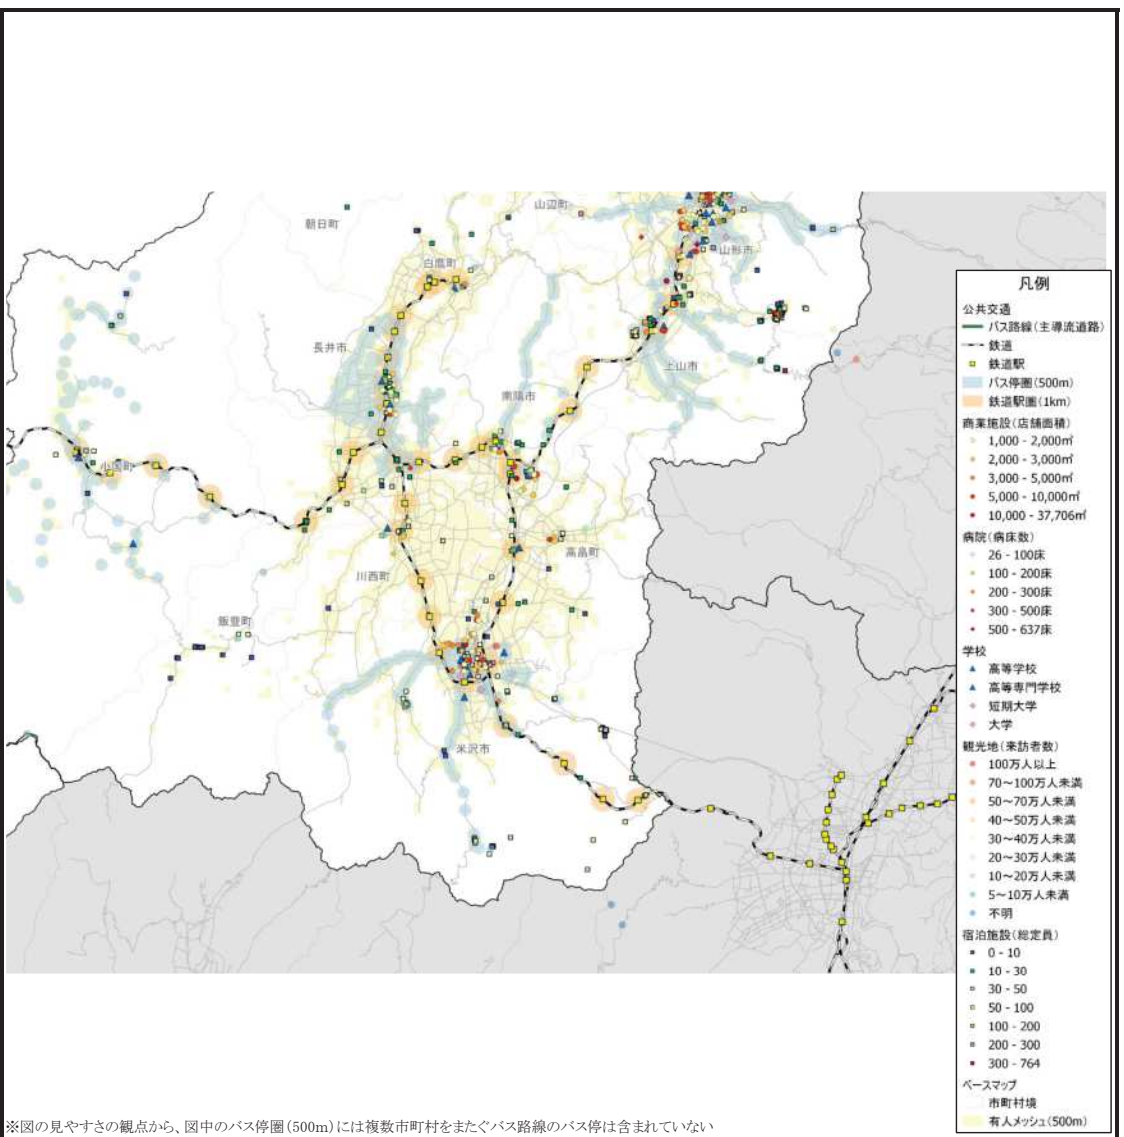 山辺町
朝日町
山形市
白鷹町
長井市
上山市
南陽市
小国町
高畠町
川西町
飯豊町
米沢市
凡例
公共交通
バス路線(主導流道路)
鉄道
鉄道駅
バス停圏(500m)
鉄道駅圏(1km)
商業施設(店舗面積)
1,000 - 2,000㎡
2,000 - 3,000㎡
3,000 - 5,000㎡
5,000 - 10,000㎡
10,000 - 37,706㎡
病院(病床数)
26 - 100床
100 - 200床
200 - 300床
300 - 500床
500 - 637床
学校
高等学校
高等専門学校
短期大学
大学
観光地(来訪者数)
100万人以上
70～100万人未満
50～70万人未満
40～50万人未満
30～40万人未満
20～30万人未満
10～20万人未満
5～10万人未満
不明
宿泊施設(総定員)
0 - 10
10 - 30
30 - 50
50 - 100
100 - 200
200 - 300
300 - 764
ベースマップ
市町村境
有人メッシュ(500m)
※図の見やすさの観点から、図中のバス停圏(500m)には複数市町村をまたぐバス路線のバス停は含まれていない